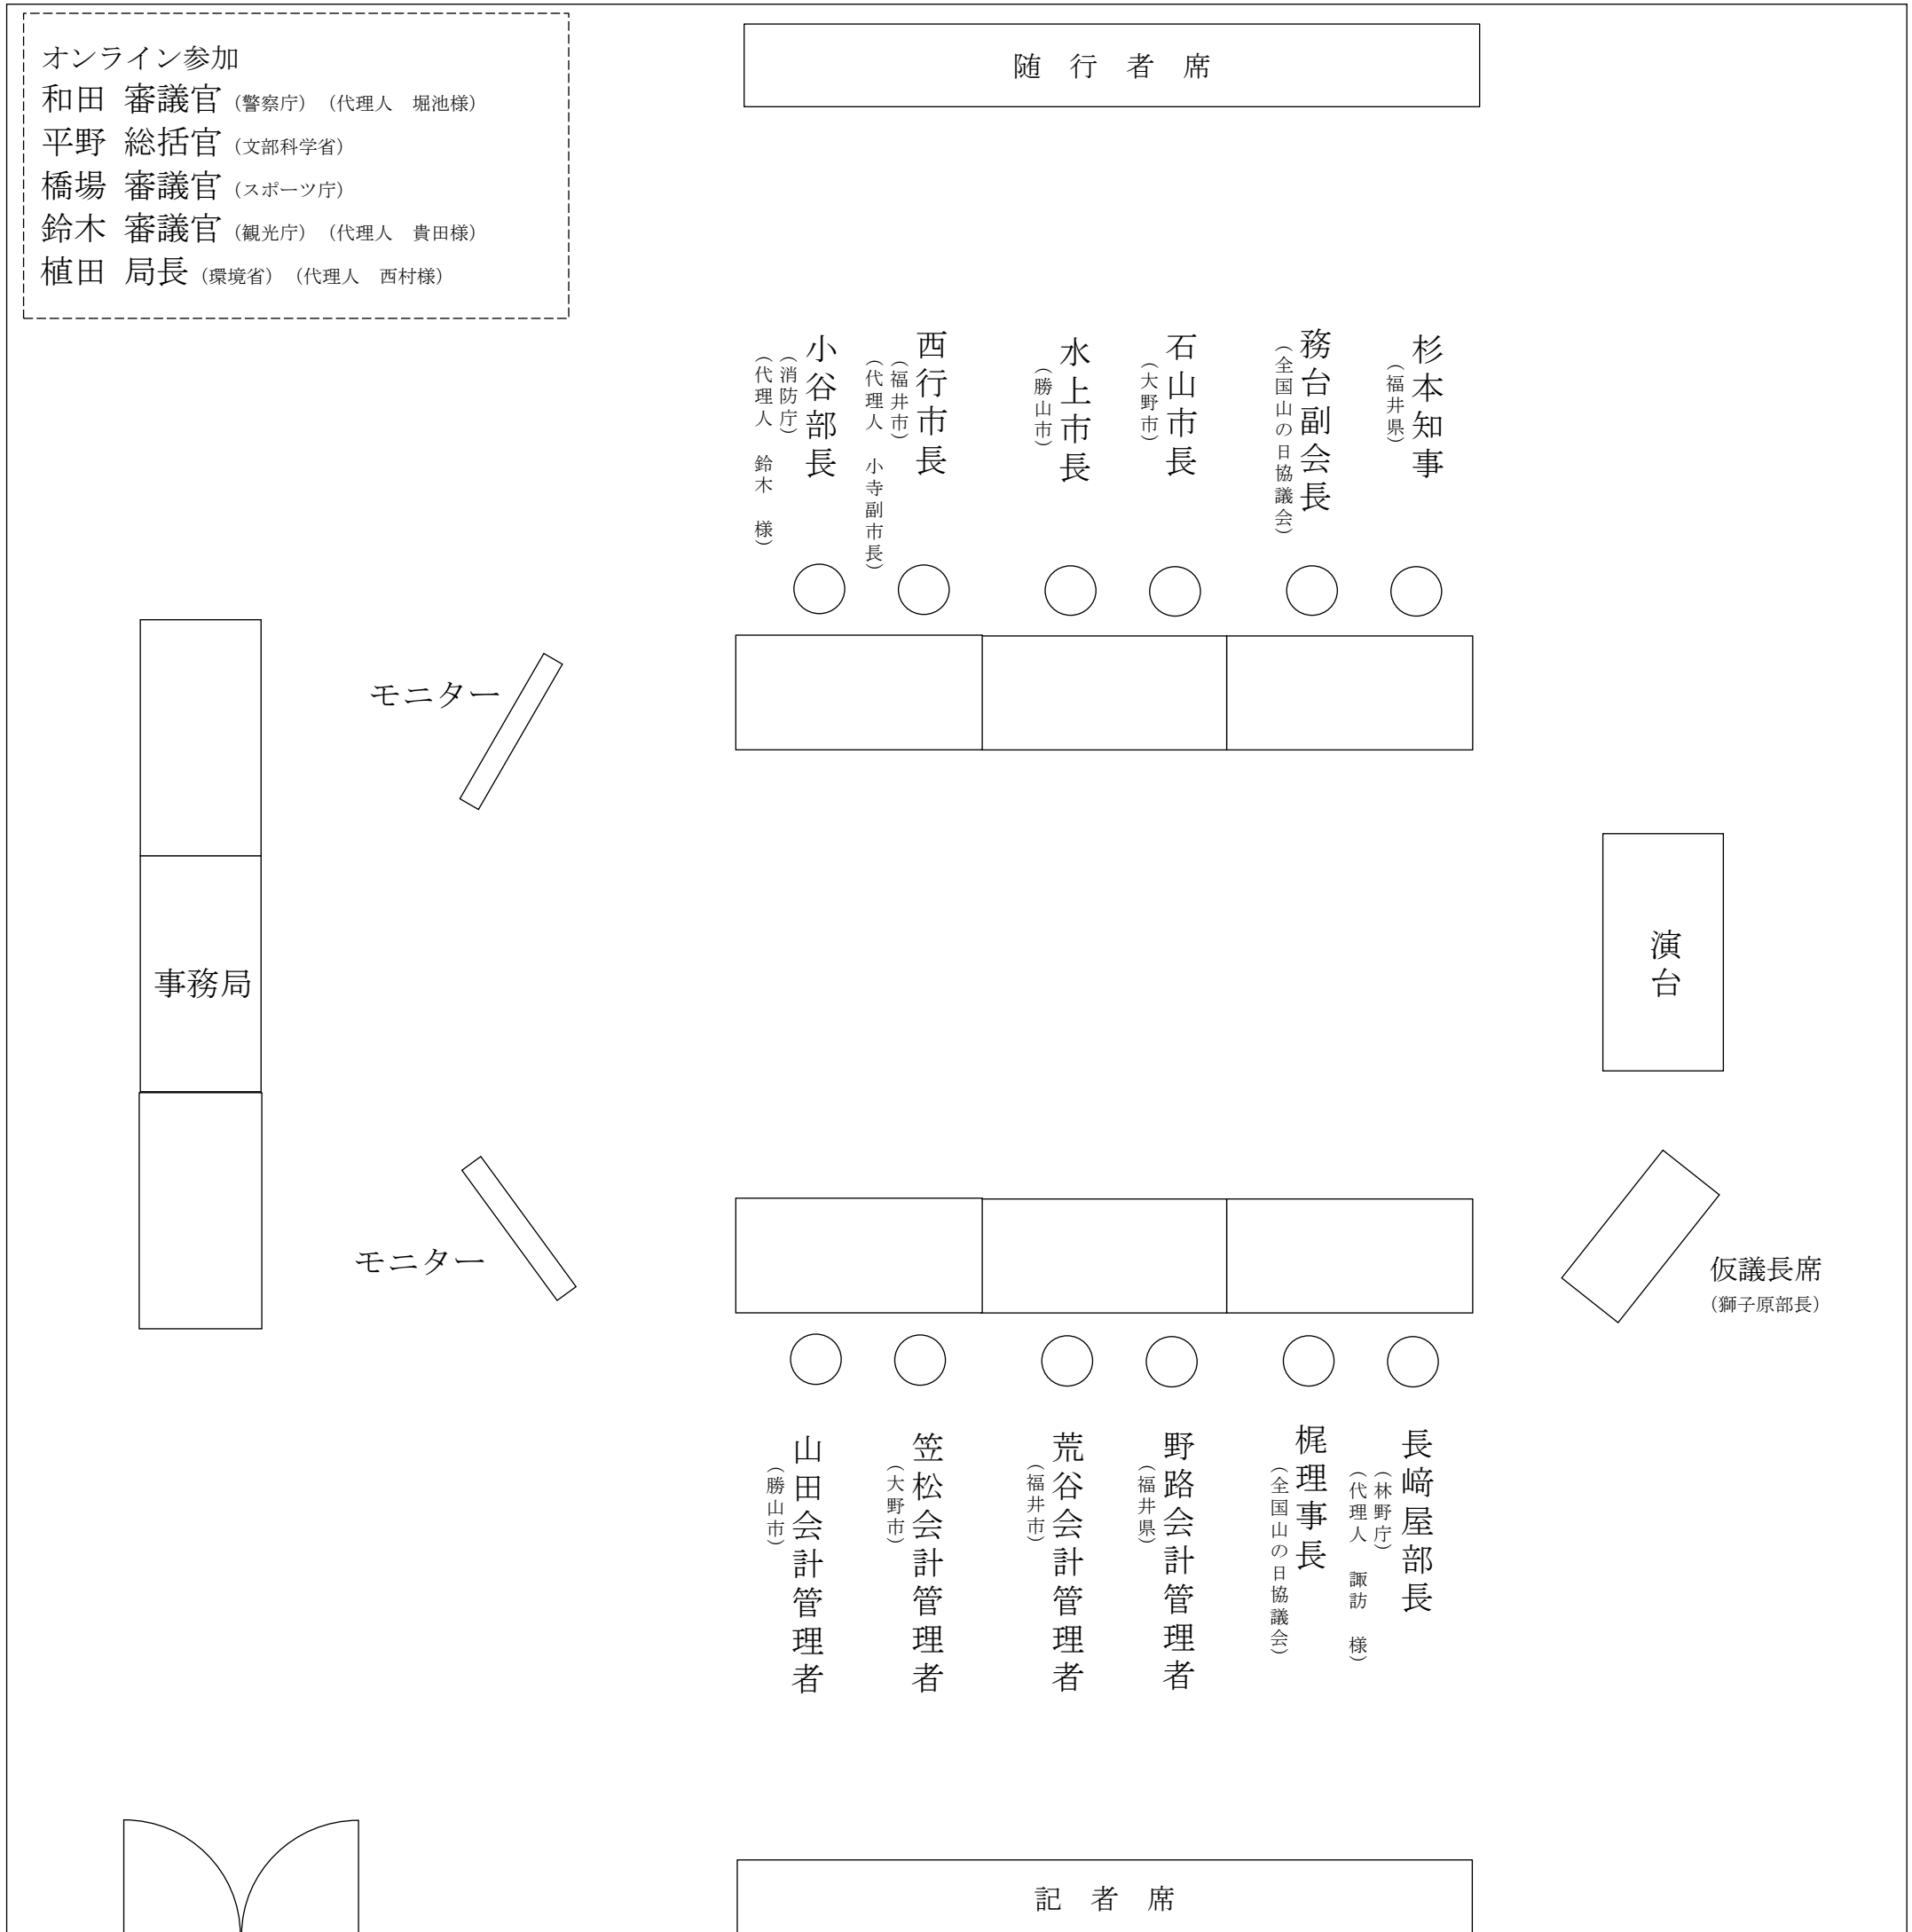 オンライン参加
和田 審議官（警察庁）（代理人　堀池様）
平野 総括官（文部科学省）
橋場 審議官（スポーツ庁）
鈴木 審議官（観光庁）（代理人　貴田様）
植田 局長（環境省）（代理人　西村様）
随 行 者 席
杉本知事
（福井県）
務台副会長
（全国山の日協議会）
石山市長
（大野市）
水上市長
（勝山市）
西行市長
（福井市）
（代理人　小寺副市長）
小谷部長
（消防庁）
（代理人　鈴木　様）
モニター
事務局
演台
モニター
仮議長席
（獅子原部長）
長﨑屋部長
（林野庁）
（代理人　諏訪　様）
梶理事長
（全国山の日協議会）
野路会計管理者
（福井県）
荒谷会計管理者
（福井市）
笠松会計管理者
（大野市）
山田会計管理者
（勝山市）
記 者 席